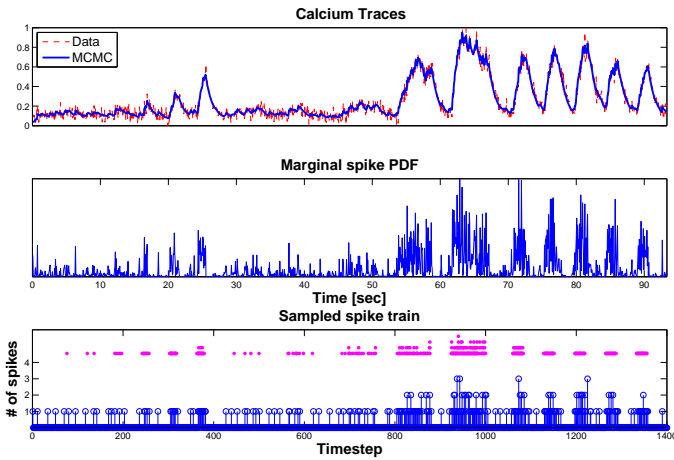 Calcium Traces
1
0.8
0.6
0.4
0.2
0
Data
MCMC
Marginal spike PDF
0 10 20 30 40 50 60 70 80 90
Time [sec]
Sampled spike train
# of spikes
4
3
2
1
0 200 400 600 800 1000 1200 1400
Timestep